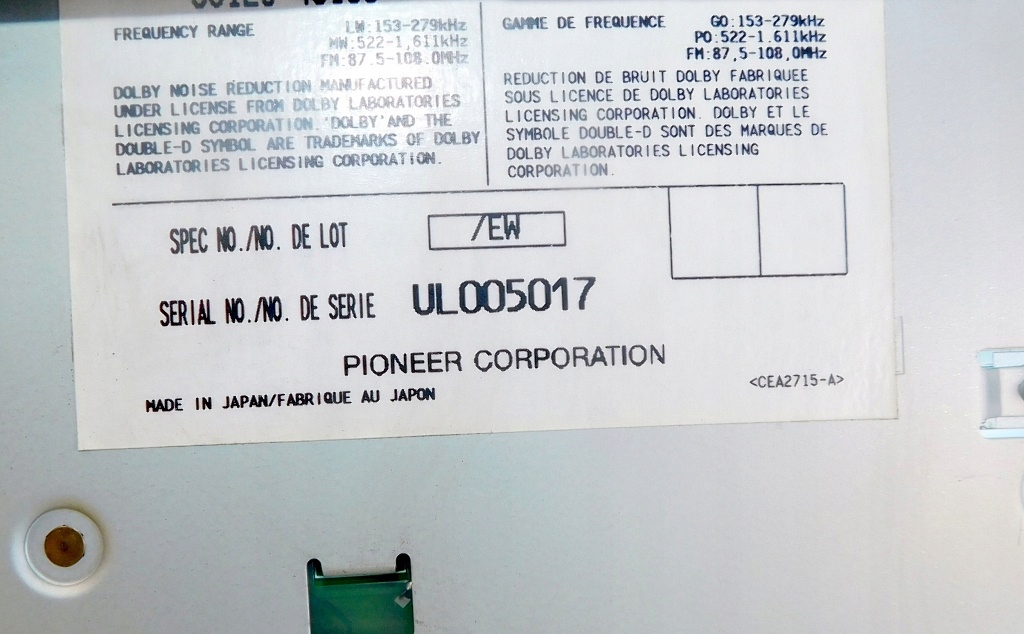 FREQUENCY RANGE
LW:153-279kHz
MW:522-1,611kHz
FM:87.5-108.0MHz
DOLBY NOISE REDUCTION MANUFACTURED
UNDER LICENSE FROM DOLBY LABORATORIES
LICENSING CORPORATION. 'DOLBY' AND THE
DOUBLE-D SYMBOL ARE TRADEMARKS OF DOLBY
LABORATORIES LICENSING CORPORATION.
GAMME DE FREQUENCE
GO:153-279kHz
PO:522-1.611kHz
FM:87,5-108,0MHz
REDUCTION DE BRUIT DOLBY FABRIQUEE
SOUS LICENCE DE DOLBY LABORATORIES
LICENSING CORPORATION. DOLBY ET LE
SYMBOLE DOUBLE-D SONT DES MARQUES DE
DOLBY LABORATORIES LICENSING
CORPORATION.
SPEC NO./NO. DE LOT /EW
SERIAL NO./NO. DE SERIE UL005017
PIONEER CORPORATION
MADE IN JAPAN/FABRIQUE AU JAPON
<CEA2715-A>